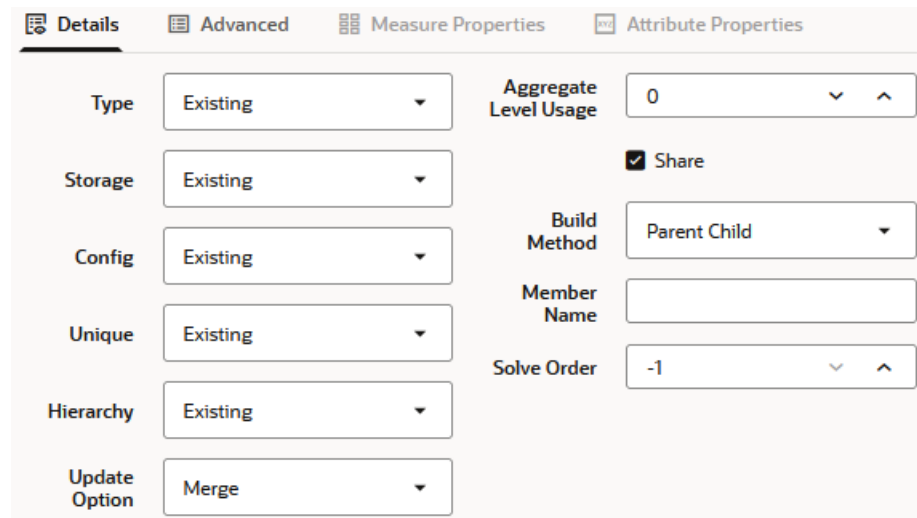 Details
Advanced
Measure Properties
XYZ
Attribute Properties
Type
Existing
Storage
Existing
Config
Existing
Unique
Existing
Hierarchy
Existing
Update
Option
Merge
Aggregate
Level Usage
0
Share
Build
Method
Parent Child
Member
Name
Solve Order
-1